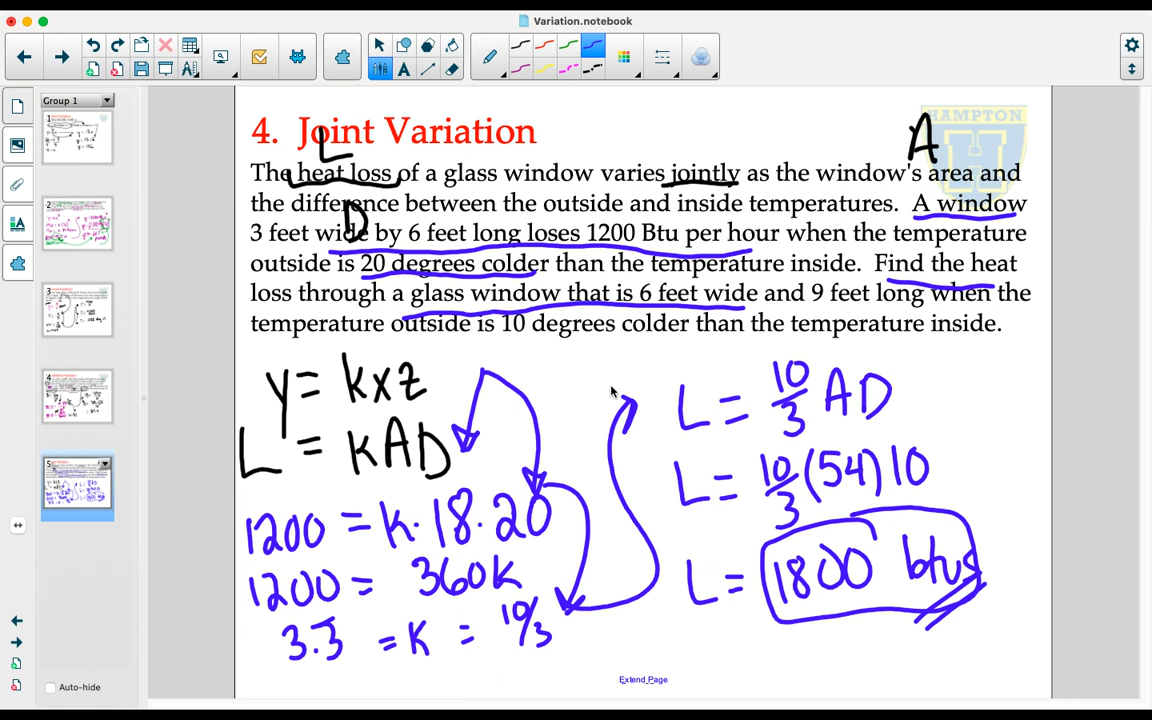 Variation.notebook
Group 1
4. Joint Variation
L
A
The heat loss of a glass window varies jointly as the window's area and
the difference between the outside and inside temperatures. A window
D
3 feet wide by 6 feet long loses 1200 Btu per hour when the temperature
outside is 20 degrees colder than the temperature inside. Find the heat
loss through a glass window that is 6 feet wide and 9 feet long when the
temperature outside is 10 degrees colder than the temperature inside.
y = kxz
L = kAD
1200 = k·18·20
1200 = 360k
3.3̅ = k = 10/3
L = 10/3 AD
L = 10/3 (54) 10
L = 1800 btus
HAMPTON
H
Extend_Page
Auto-hide